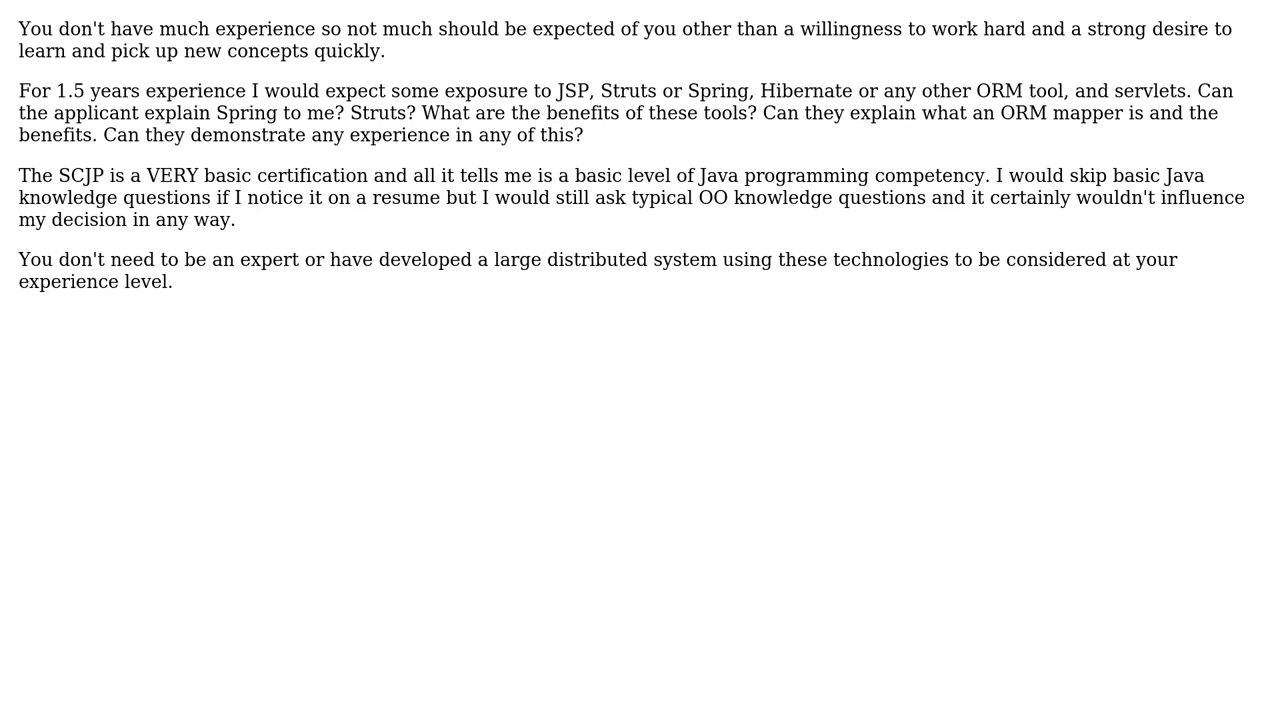 You don't have much experience so not much should be expected of you other than a willingness to work hard and a strong desire to
learn and pick up new concepts quickly.
For 1.5 years experience I would expect some exposure to JSP, Struts or Spring, Hibernate or any other ORM tool, and servlets. Can
the applicant explain Spring to me? Struts? What are the benefits of these tools? Can they explain what an ORM mapper is and the
benefits. Can they demonstrate any experience in any of this?
The SCJP is a VERY basic certification and all it tells me is a basic level of Java programming competency. I would skip basic Java
knowledge questions if I notice it on a resume but I would still ask typical OO knowledge questions and it certainly wouldn't influence
my decision in any way.
You don't need to be an expert or have developed a large distributed system using these technologies to be considered at your
experience level.